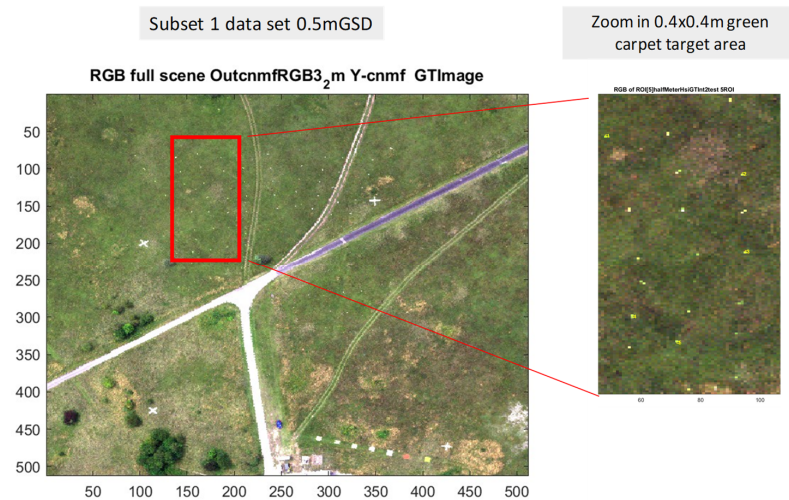 Subset 1 data set 0.5mGSD
Zoom in 0.4x0.4m green
carpet target area
RGB full scene OutcnmfRGB3₂m Y-cnmf  GTImage
RGB of ROI[5]haifMeterHsiGTInt2test 5ROI
50
100
150
200
250
300
350
400
450
500
50 100 150 200 250 300 350 400 450 500
60 80 100